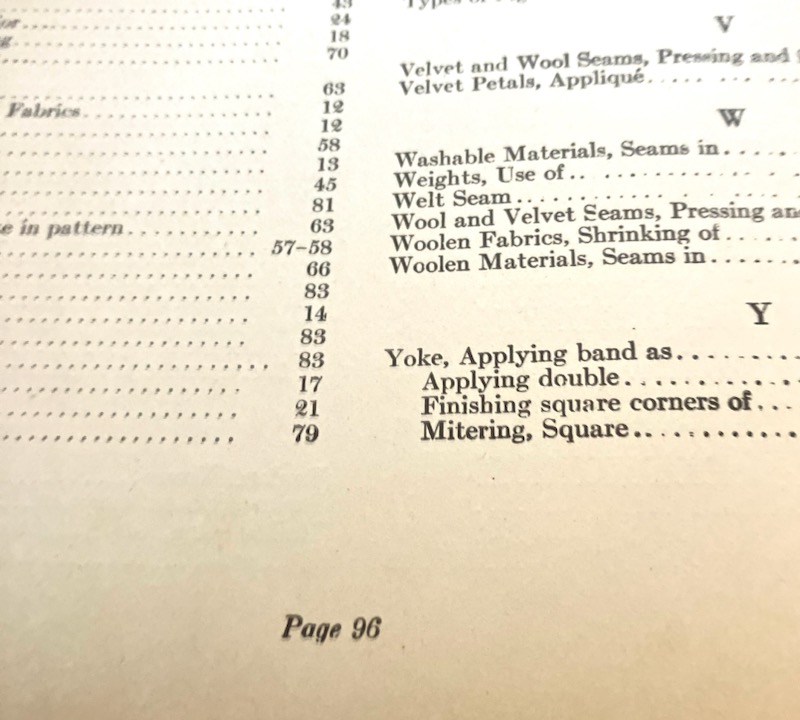 43
24
18
70
63
Fabrics............ 12
12
58
13
45
81
in pattern........... 63
57-58
66
83
14
83
83
17
21
79
V
Velvet and Wool Seams, Pressing and
Velvet Petals, Appliqué..... ... ...
W
Washable Materials, Seams in.....
Weights, Use of.. .........
Welt Seam............
Wool and Velvet Seams, Pressing an
Woolen Fabrics, Shrinking of.....
Woolen Materials, Seams in.......
Y
Yoke, Applying band as..........
Applying double............
Finishing square corners of...
Mitering, Square...........
Page 96